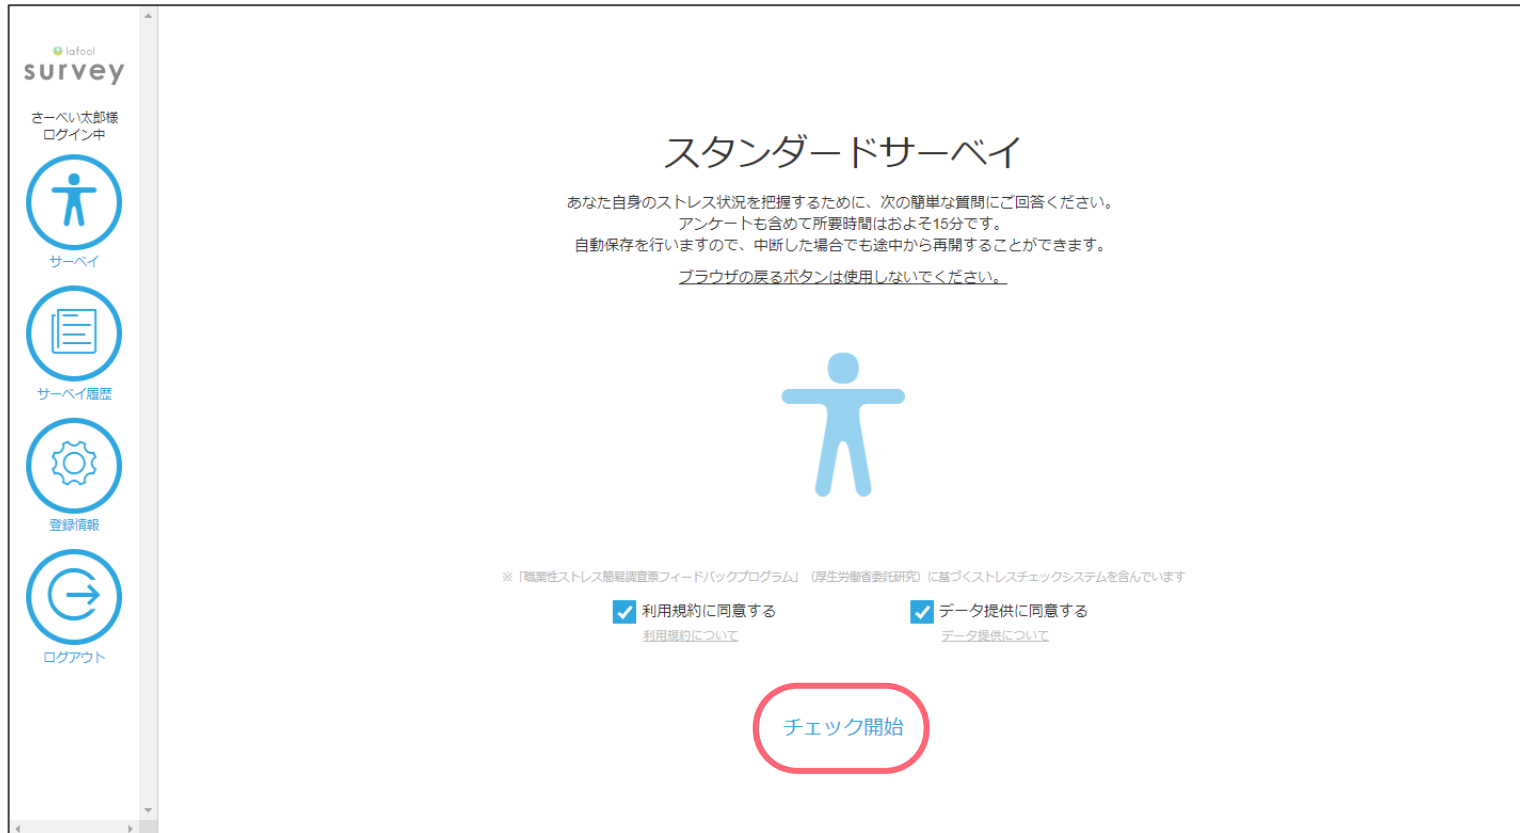 lafool
survey
さーべい太郎様
ログイン中
サーベイ
サーベイ履歴
登録情報
ログアウト
スタンダードサーベイ
あなた自身のストレス状況を把握するために、次の簡単な質問にご回答ください。
アンケートも含めて所要時間はおよそ15分です。
自動保存を行いますので、中断した場合でも途中から再開することができます。
ブラウザの戻るボタンは使用しないでください。
※「職業性ストレス簡易調査票フィードバックプログラム」（厚生労働省委託研究）に基づくストレスチェックシステムを含んでいます
利用規約に同意する
利用規約について
データ提供に同意する
データ提供について
チェック開始